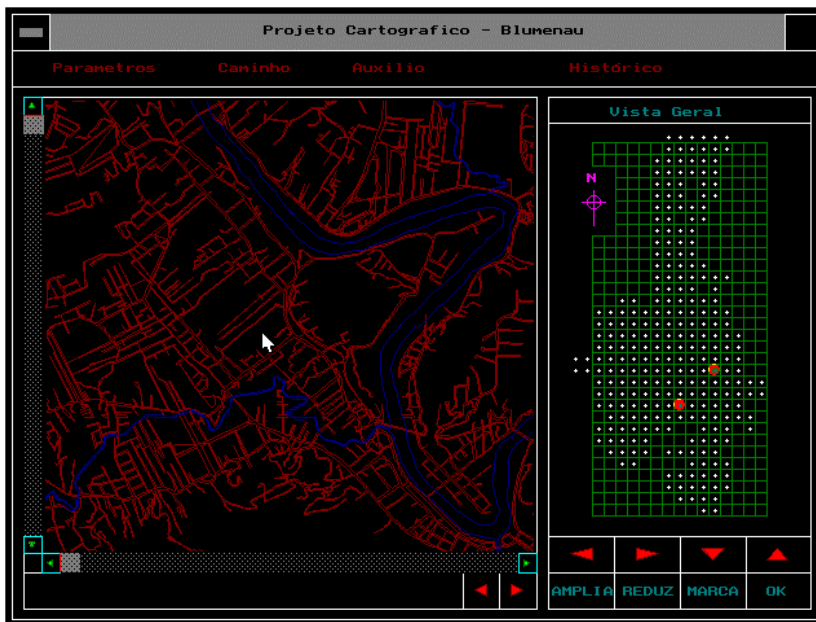 Projeto Cartografico - Blumenau
Parametros Caminho Auxilio Histórico
Vista Geral
N
AMPLIA REDUZ MARCA OK